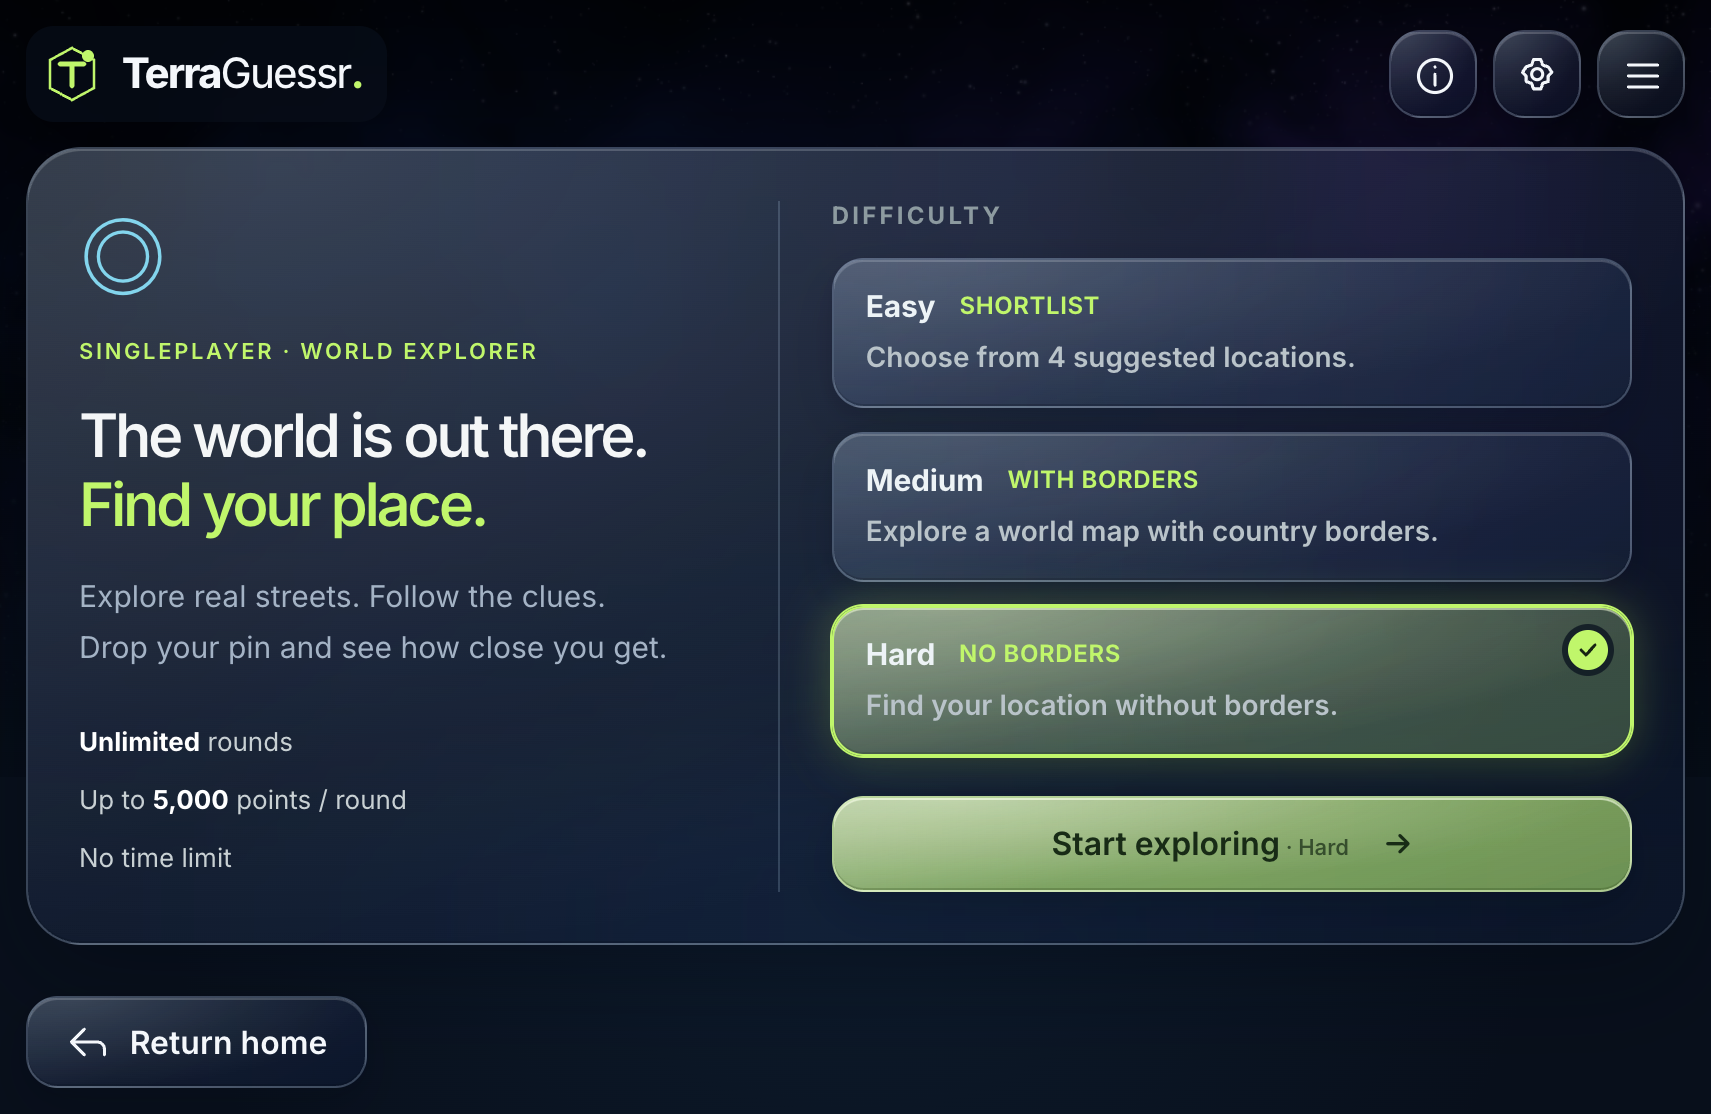 TerraGuessr.
SINGLEPLAYER · WORLD EXPLORER
The world is out there.
Find your place.
Explore real streets. Follow the clues.
Drop your pin and see how close you get.
Unlimited rounds
Up to 5,000 points / round
No time limit
DIFFICULTY
Easy SHORTLIST
Choose from 4 suggested locations.
Medium WITH BORDERS
Explore a world map with country borders.
Hard NO BORDERS
Find your location without borders.
Start exploring · Hard →
Return home